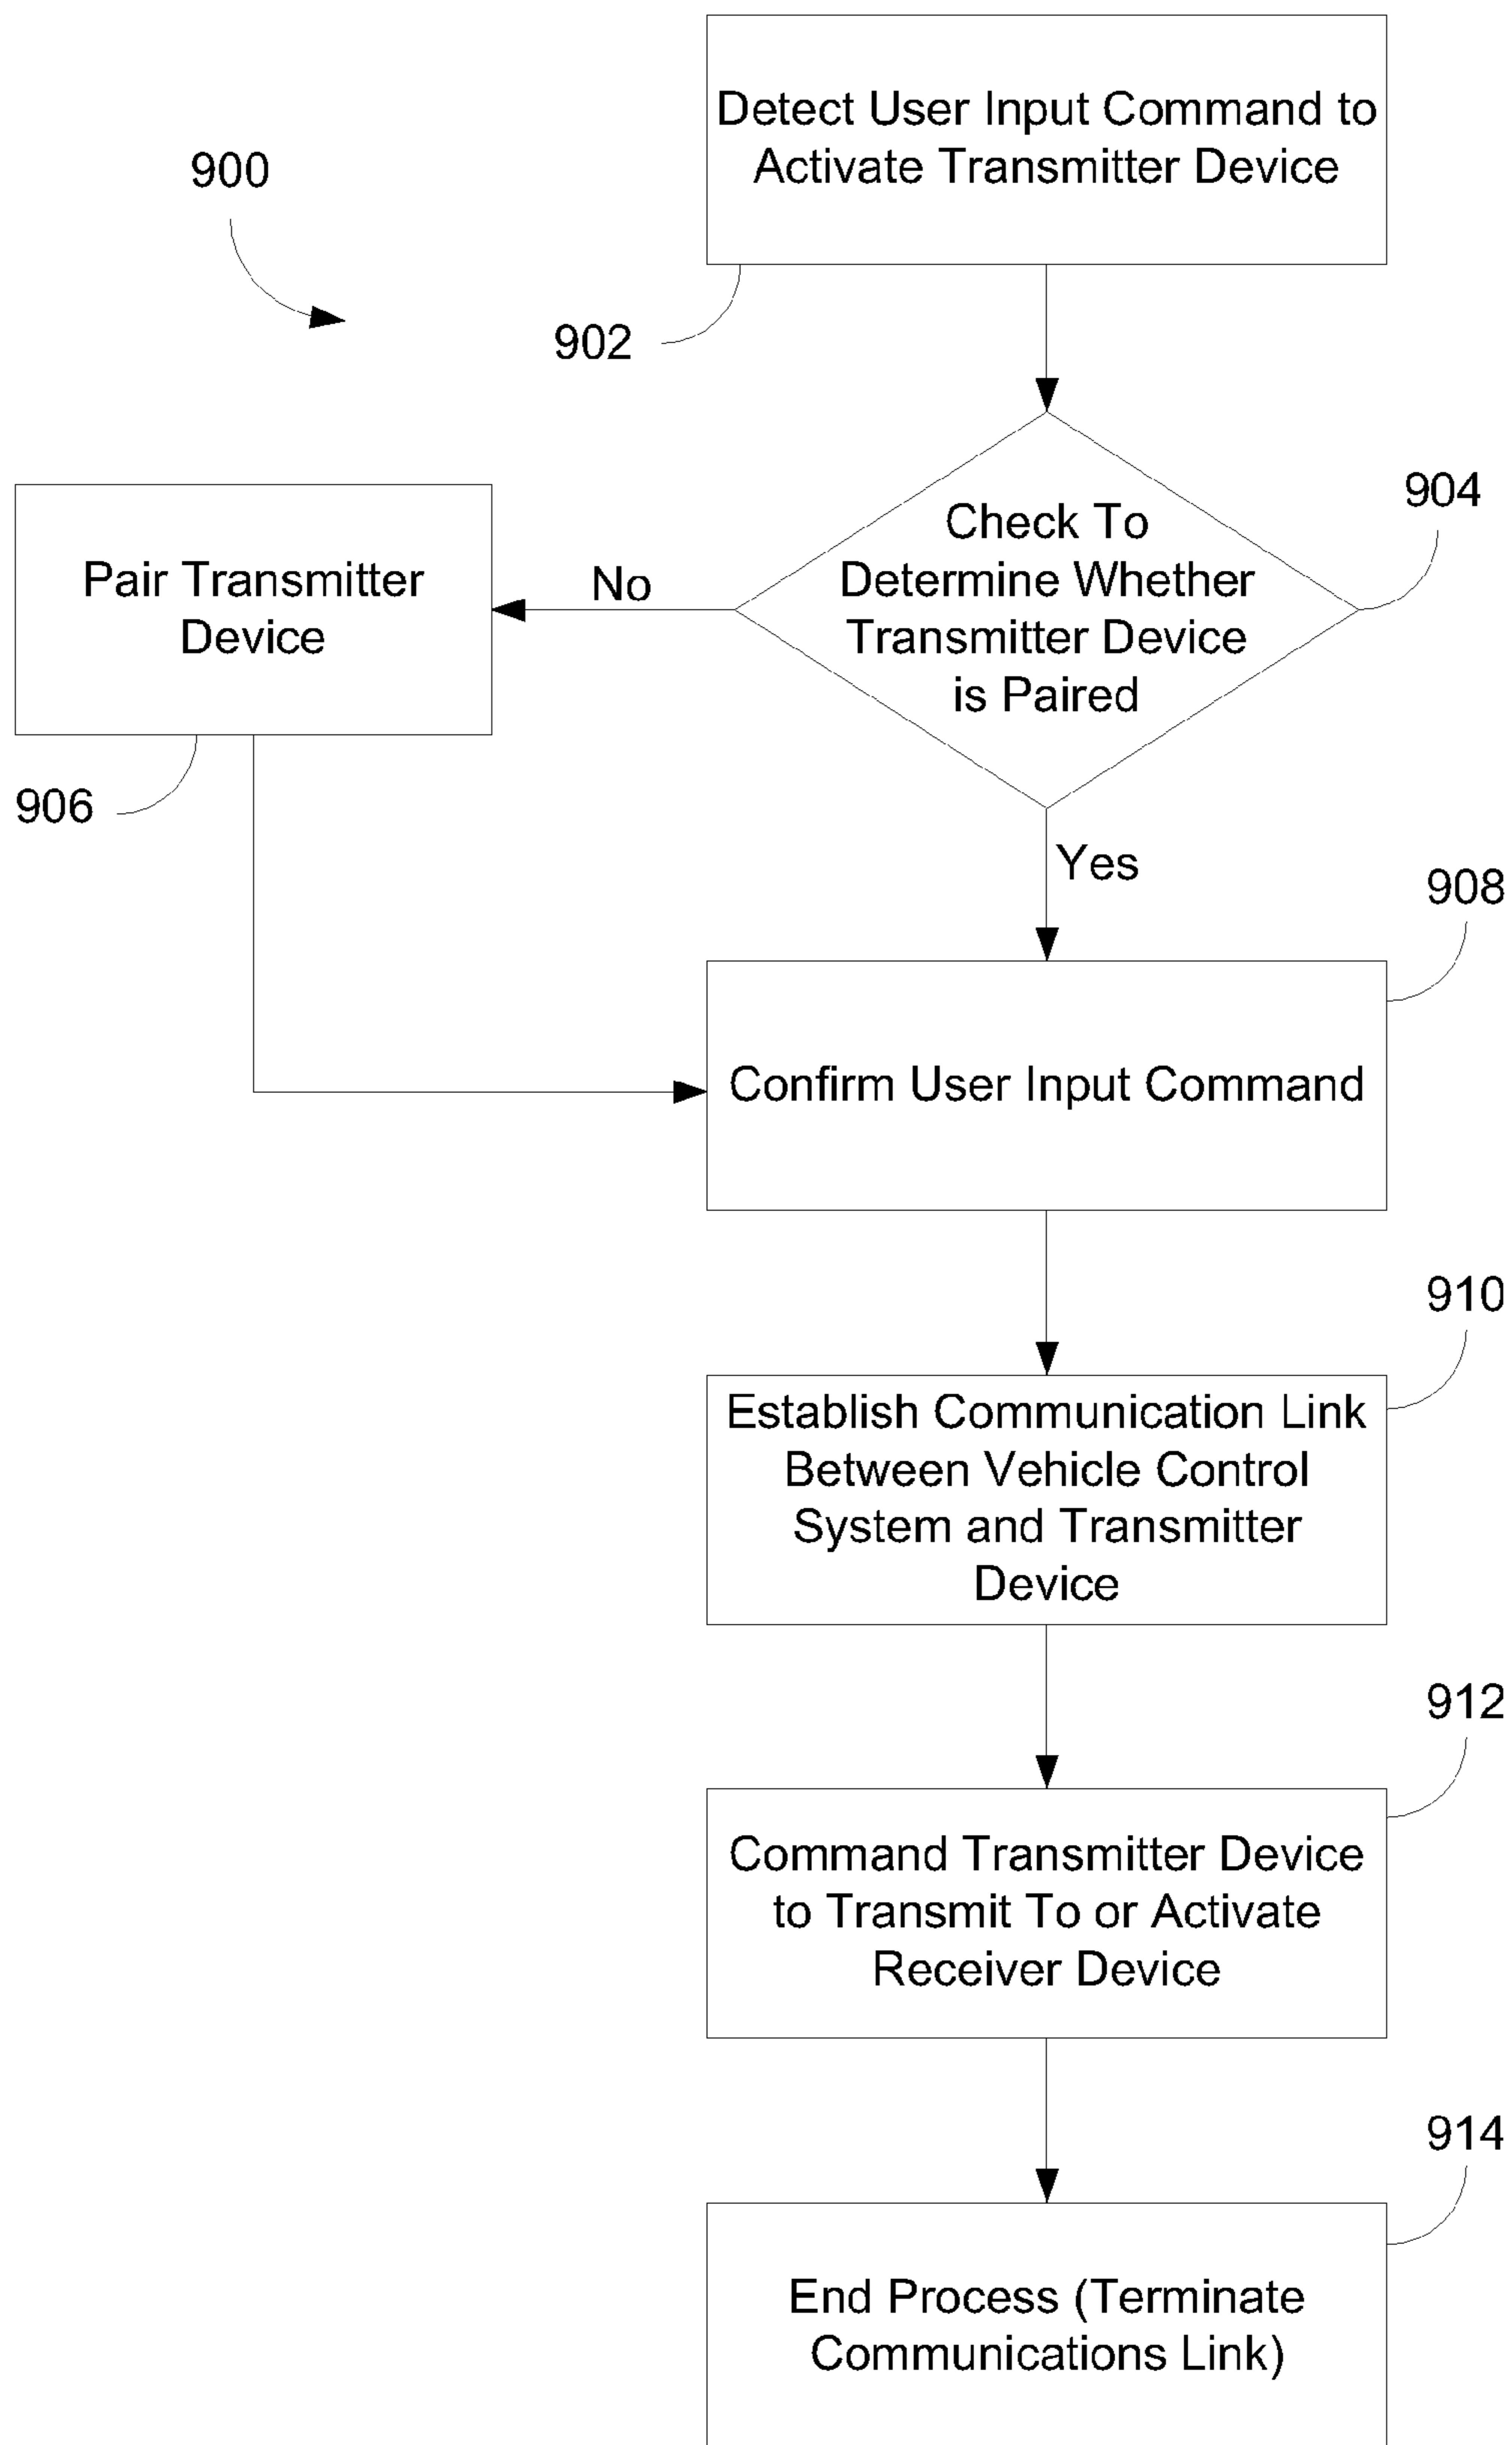 Detect User Input Command to
Activate Transmitter Device
900
902
Check To
Determine Whether
Transmitter Device
is Paired
904
No
Pair Transmitter
Device
906
Yes
908
Confirm User Input Command
910
Establish Communication Link
Between Vehicle Control
System and Transmitter
Device
912
Command Transmitter Device
to Transmit To or Activate
Receiver Device
914
End Process (Terminate
Communications Link)